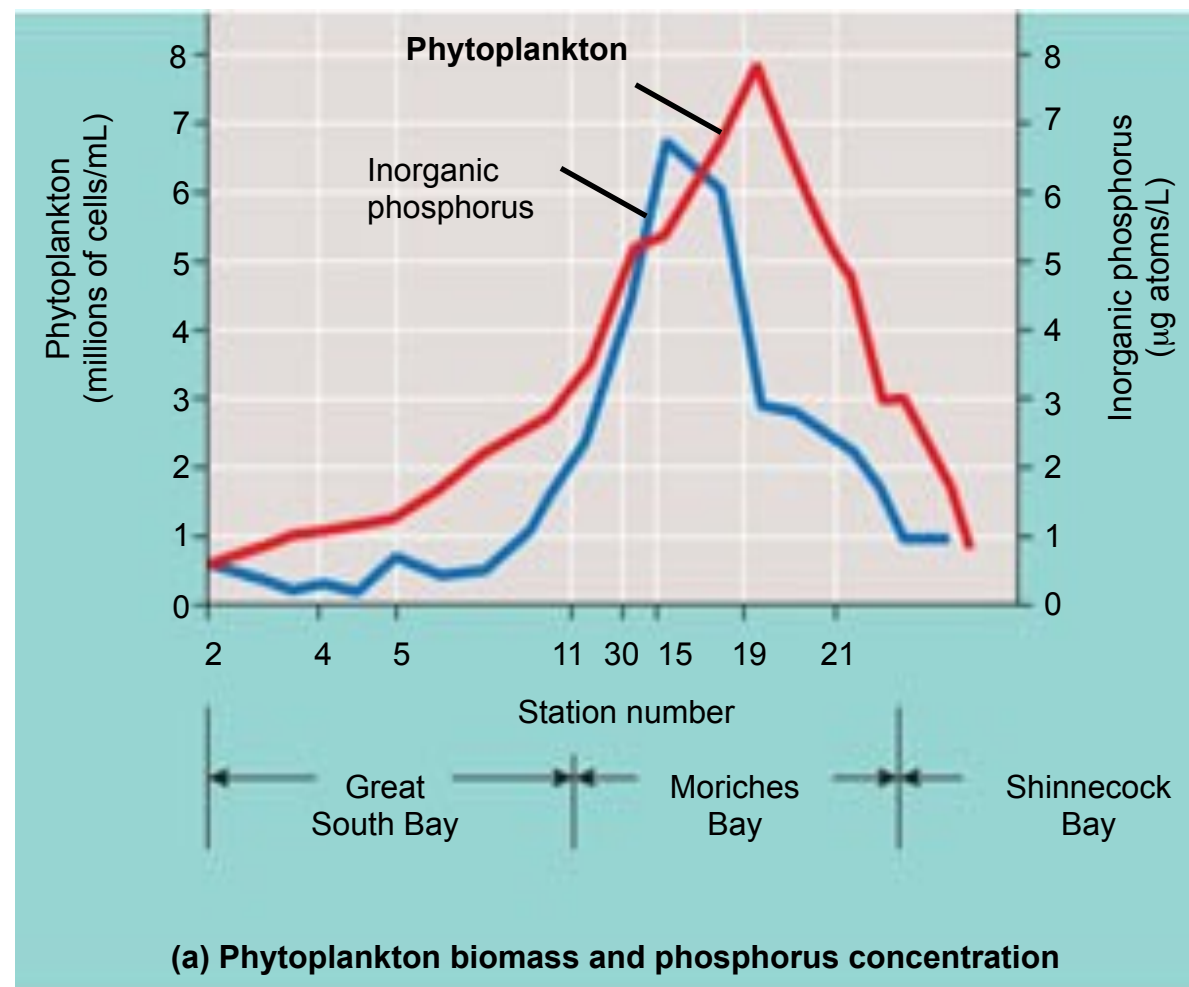 Phytoplankton
Inorganic
phosphorus
Phytoplankton
(millions of cells/mL)
8
7
6
5
4
3
2
1
0
8
7
6
5
4
3
2
1
0
Inorganic phosphorus
(μg atoms/L)
2 4 5 11 30 15 19 21
Station number
Great
South Bay
Moriches
Bay
Shinnecock
Bay
(a) Phytoplankton biomass and phosphorus concentration